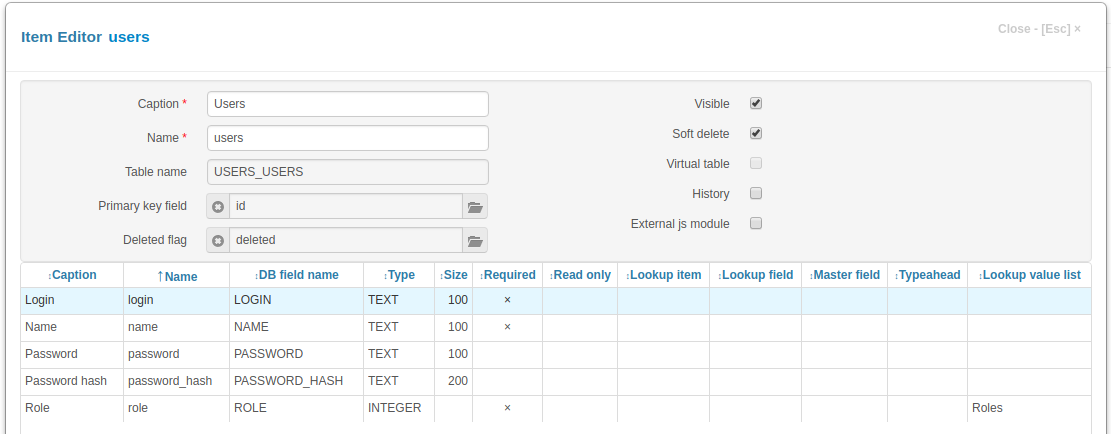 Item Editor users
Close - [Esc] ×
Caption * Users
Visible
Name * users
Soft delete
Table name USERS_USERS
Virtual table
Primary key field id
History
Deleted flag deleted
External js module
↕Caption ↑Name ↕DB field name ↕Type ↕Size ↕Required ↕Read only ↕Lookup item ↕Lookup field ↕Master field ↕Typeahead ↕Lookup value list
Login login LOGIN TEXT 100 ×
Name name NAME TEXT 100 ×
Password password PASSWORD TEXT 100
Password hash password_hash PASSWORD_HASH TEXT 200
Role role ROLE INTEGER × Roles